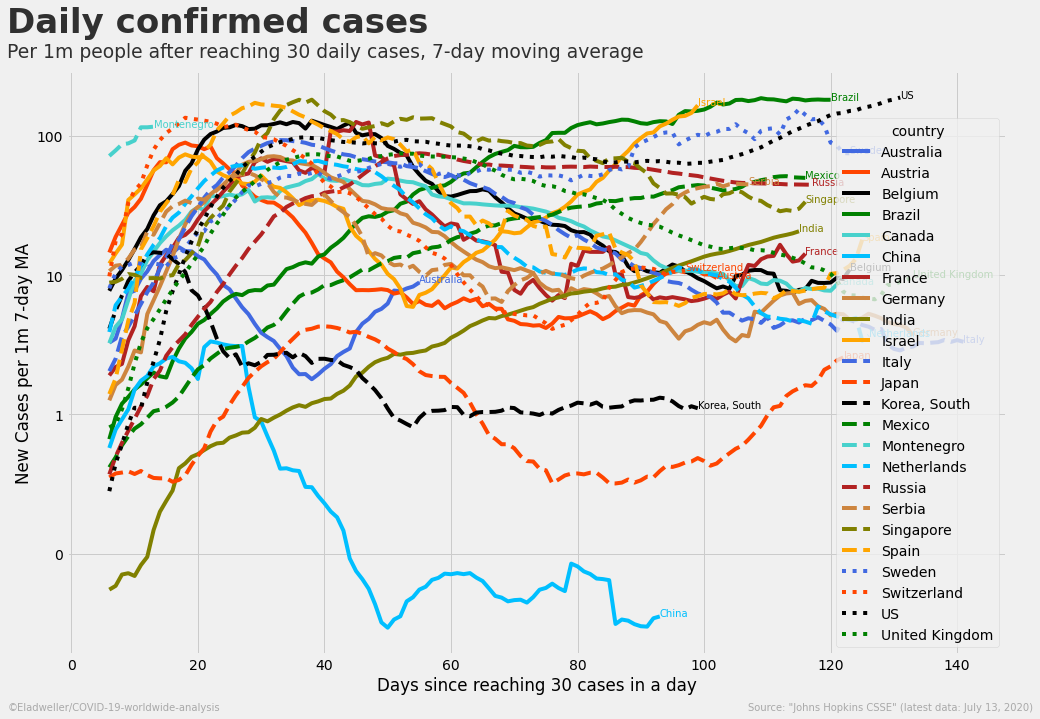 Daily confirmed cases
Per 1m people after reaching 30 daily cases, 7-day moving average
New Cases per 1m 7-day MA
100
10
1
0
0 20 40 60 80 100 120 140
Days since reaching 30 cases in a day
Montenegro
Israel
Brazil
US
Mexico
Serbia
Russia
Singapore
India
France
Switzerland
Australia
Belgium
United Kingdom
Germany
Italy
Japan
Korea, South
China
country
Australia
Austria
Belgium
Brazil
Canada
China
France
Germany
India
Israel
Italy
Japan
Korea, South
Mexico
Montenegro
Netherlands
Russia
Serbia
Singapore
Spain
Sweden
Switzerland
US
United Kingdom
©Eladweller/COVID-19-worldwide-analysis
Source: "Johns Hopkins CSSE" (latest data: July 13, 2020)